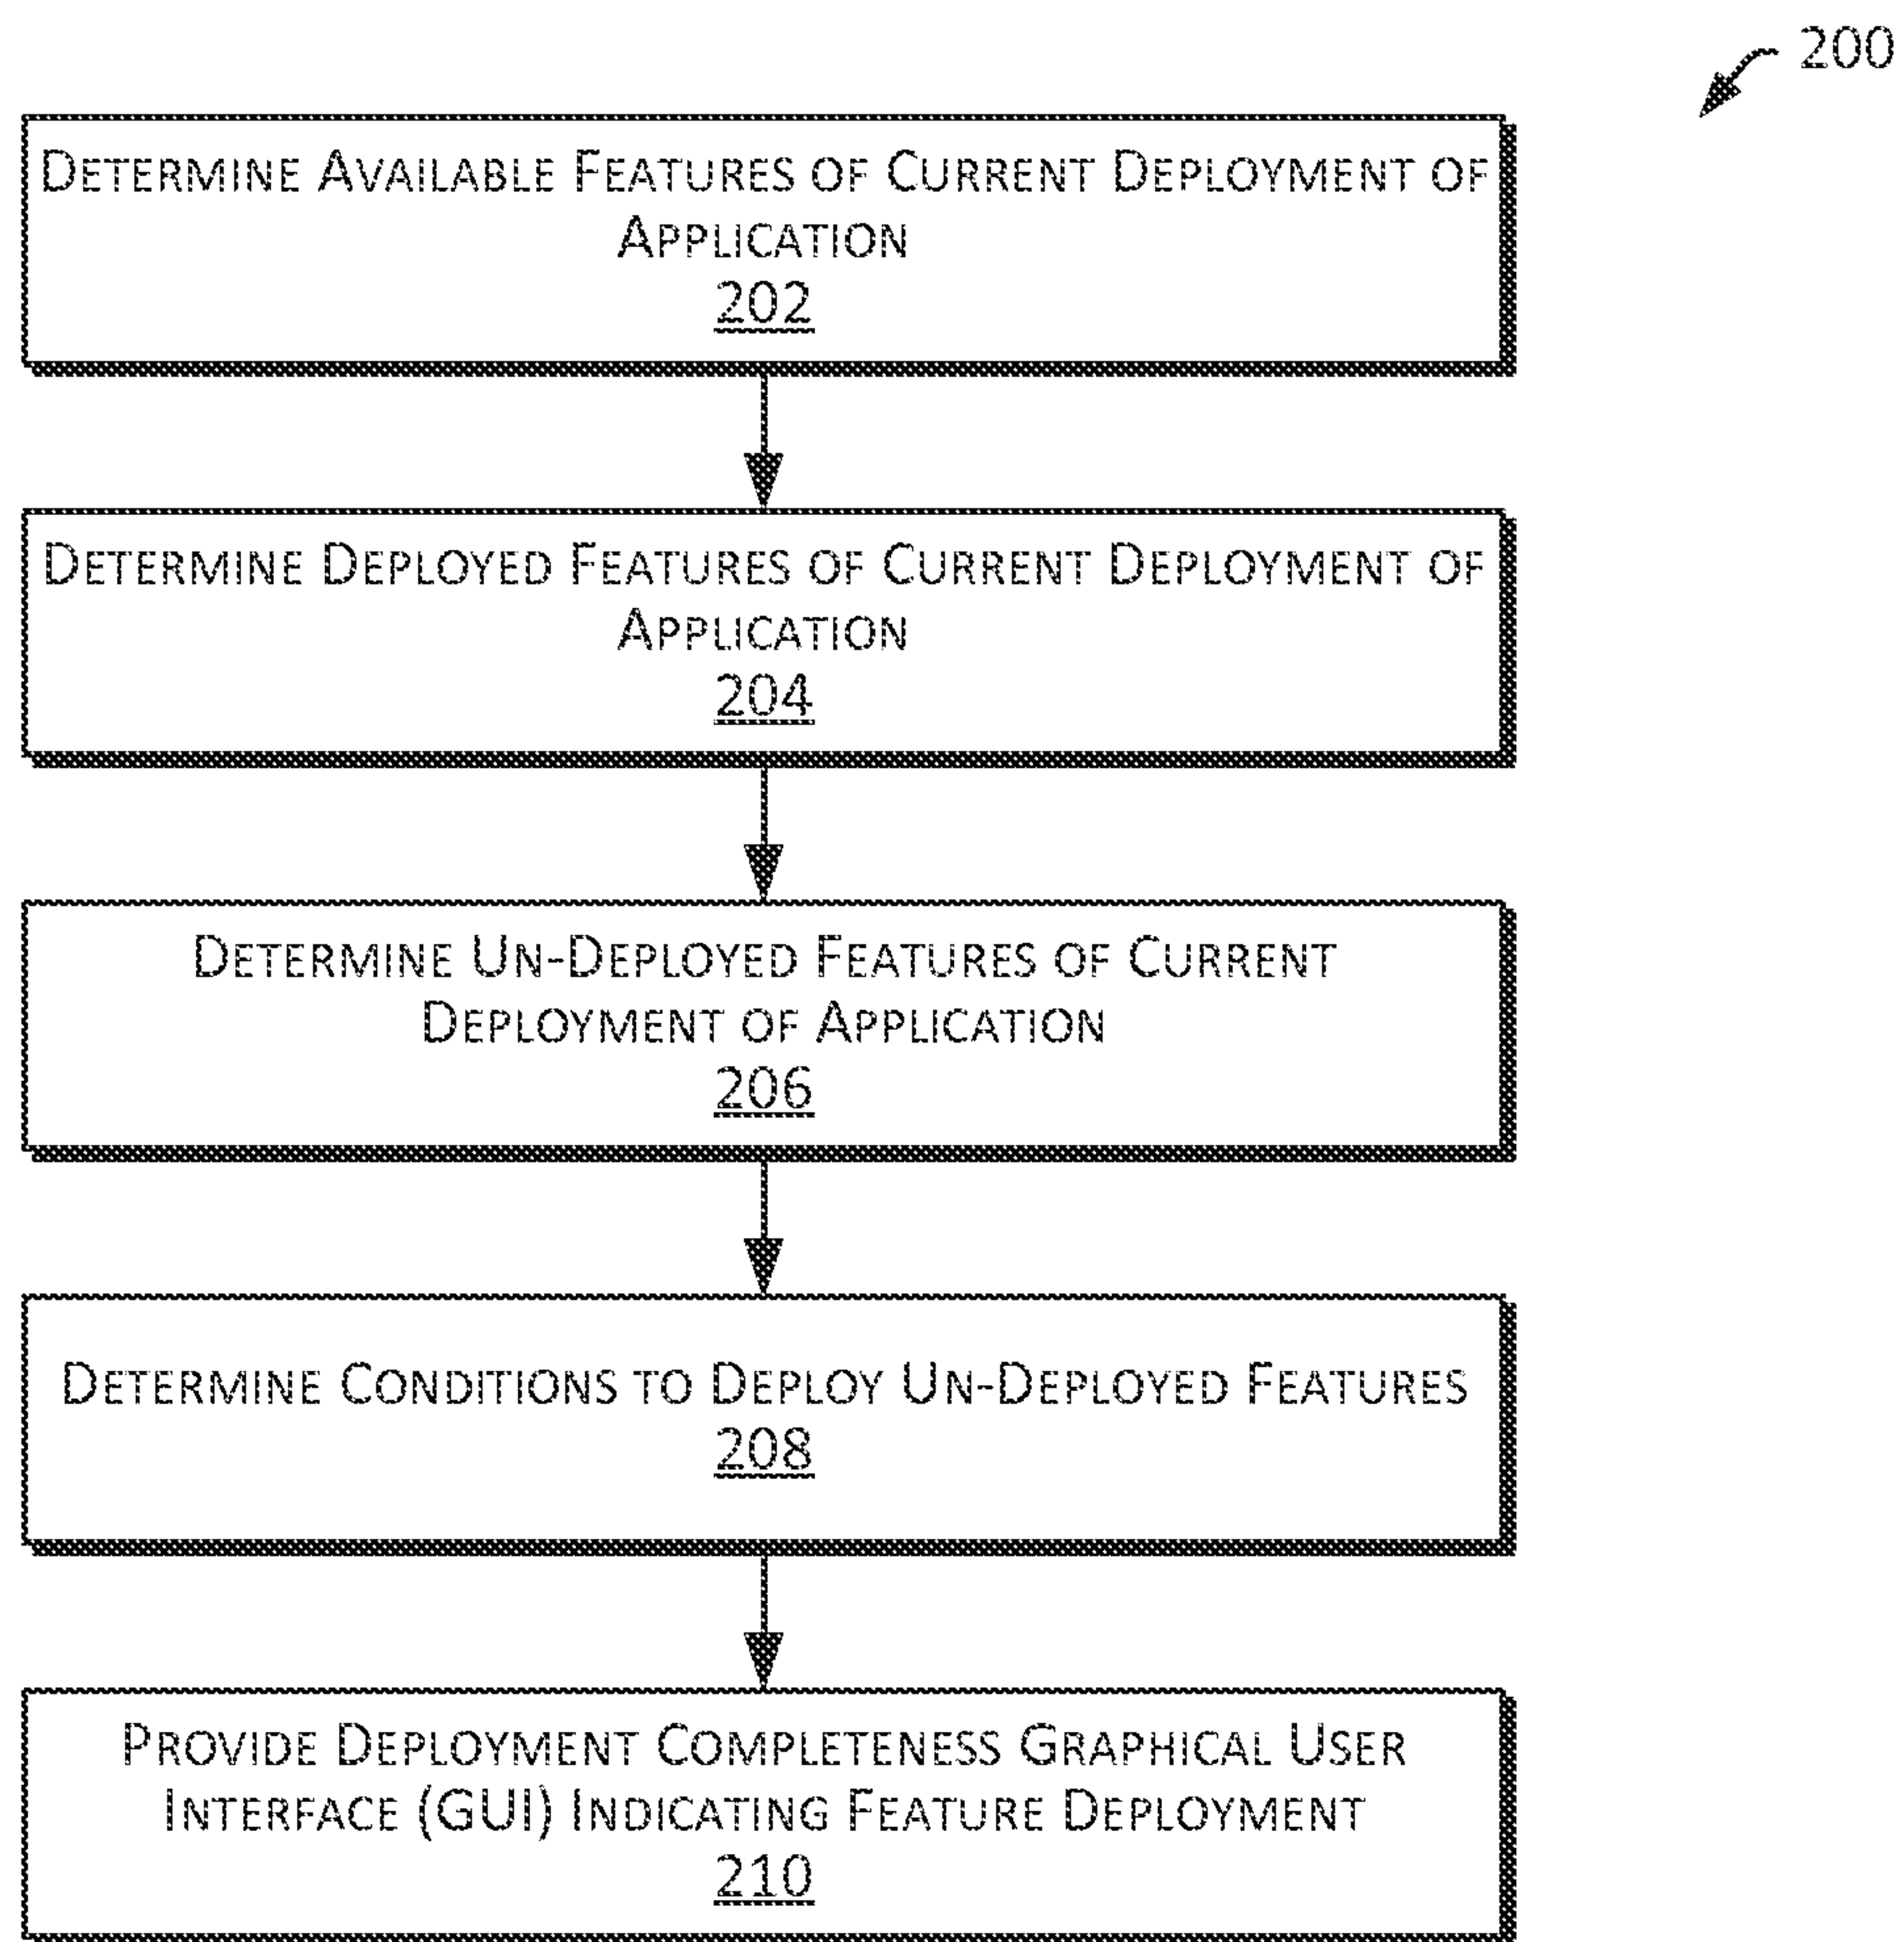 200
DETERMINE AVAILABLE FEATURES OF CURRENT DEPLOYMENT OF
APPLICATION
202
DETERMINE DEPLOYED FEATURES OF CURRENT DEPLOYMENT OF
APPLICATION
204
DETERMINE UN-DEPLOYED FEATURES OF CURRENT
DEPLOYMENT OF APPLICATION
206
DETERMINE CONDITIONS TO DEPLOY UN-DEPLOYED FEATURES
208
PROVIDE DEPLOYMENT COMPLETENESS GRAPHICAL USER
INTERFACE (GUI) INDICATING FEATURE DEPLOYMENT
210